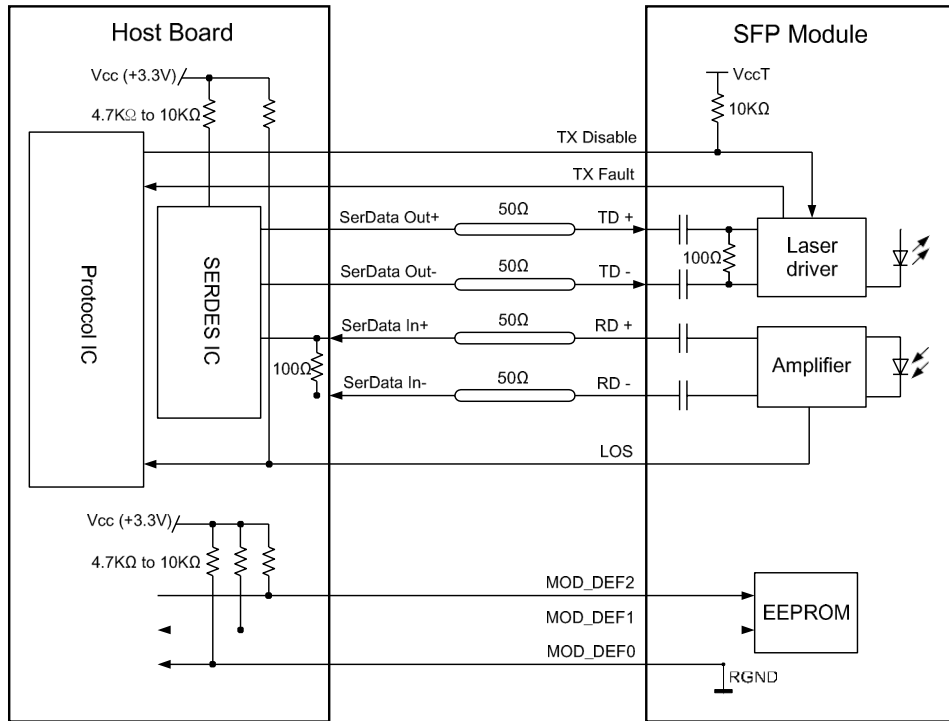 Host Board
SFP Module
Vcc (+3.3V)
VccT
4.7KΩ to 10KΩ
10KΩ
TX Disable
TX Fault
SerData Out+
50Ω
TD +
Laser
driver
100Ω
SerData Out-
50Ω
TD -
Protocol IC
SERDES IC
SerData In+
50Ω
RD +
100Ω
Amplifier
SerData In-
50Ω
RD -
LOS
Vcc (+3.3V)
4.7KΩ to 10KΩ
MOD_DEF2
MOD_DEF1
EEPROM
MOD_DEF0
RGND